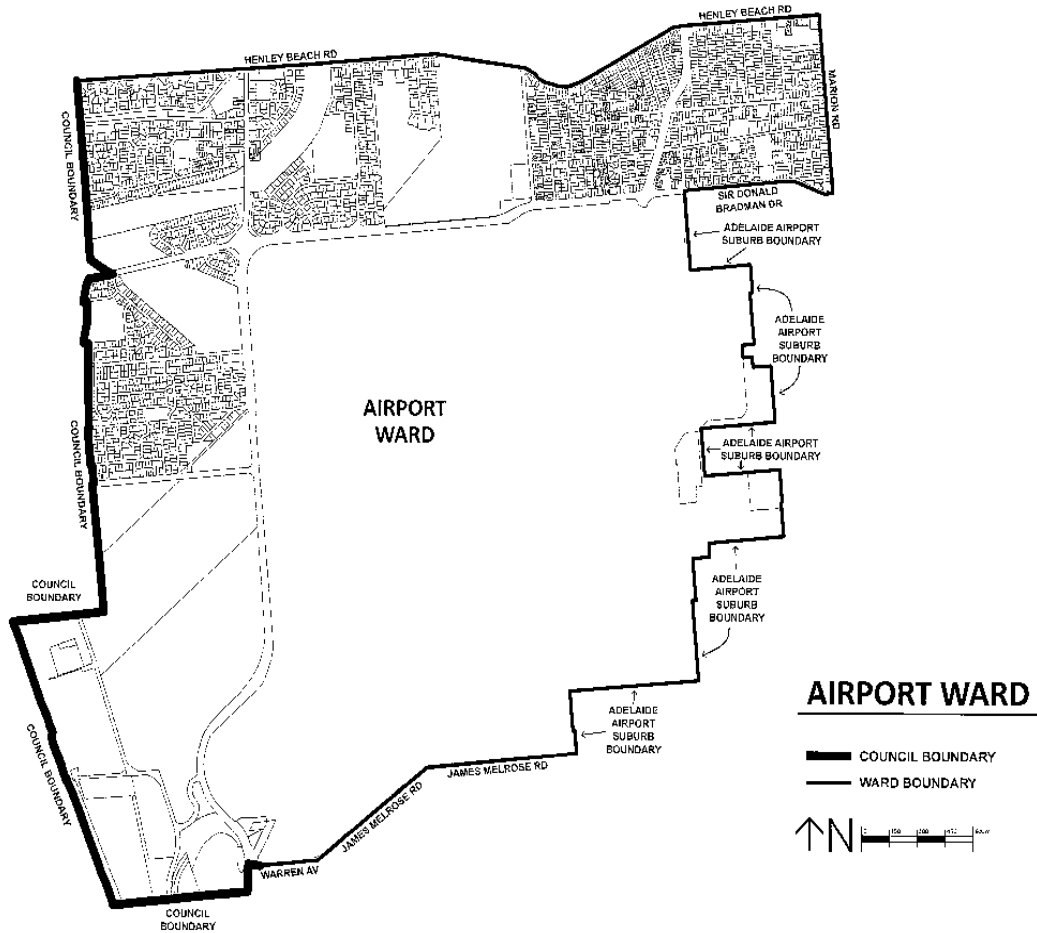 HENLEY BEACH RD
HENLEY BEACH RD
MARION RD
COUNCIL BOUNDARY
SIR DONALD
BRADMAN DR
ADELAIDE AIRPORT
SUBURB BOUNDARY
ADELAIDE
AIRPORT
SUBURB
BOUNDARY
AIRPORT
WARD
ADELAIDE AIRPORT
SUBURB BOUNDARY
COUNCIL BOUNDARY
COUNCIL
BOUNDARY
ADELAIDE
AIRPORT
SUBURB
BOUNDARY
ADELAIDE
AIRPORT
SUBURB
BOUNDARY
COUNCIL BOUNDARY
JAMES MELROSE RD
JAMES MELROSE RD
WARREN AV
COUNCIL
BOUNDARY
AIRPORT WARD
COUNCIL BOUNDARY
WARD BOUNDARY
N